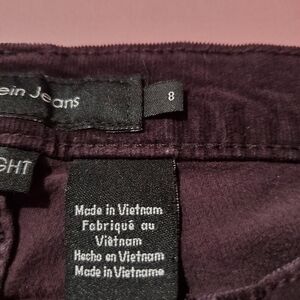 ein Jeans
8
GHT
Made in Vietnam
Fabriqué au
Viêtnam
Hecho en Vietnam
Made in Vietname